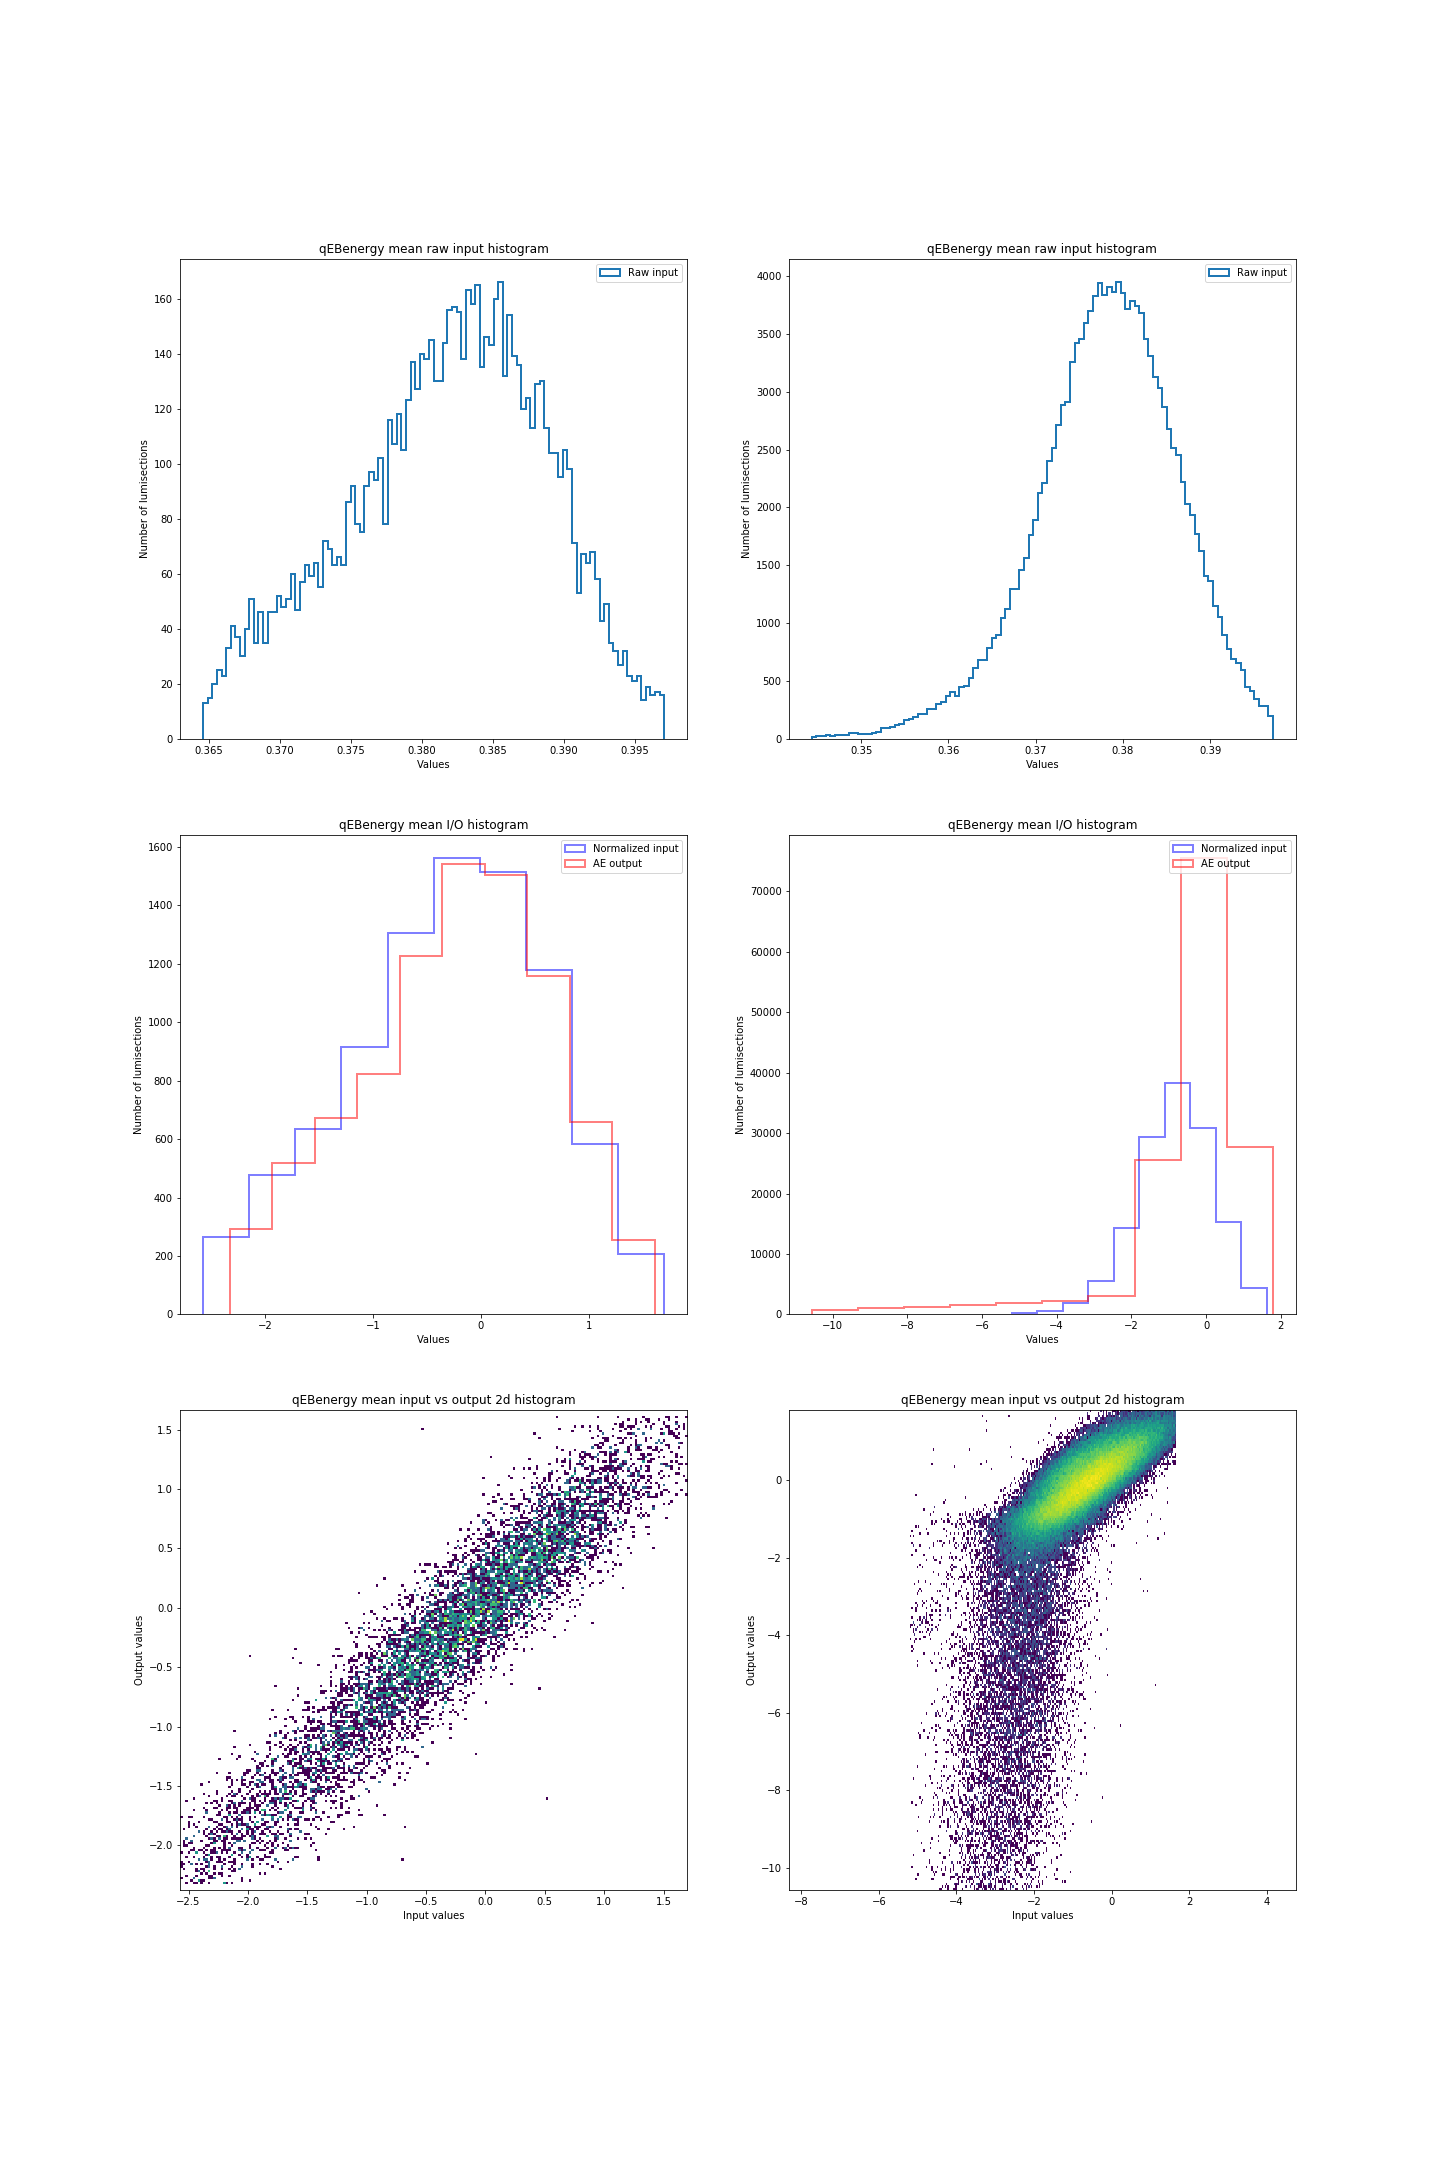 qEBenergy mean raw input histogram
Raw input
160
140
120
100
80
60
40
20
0
Number of lumisections
0.365 0.370 0.375 0.380 0.385 0.390 0.395
Values
qEBenergy mean raw input histogram
Raw input
4000
3500
3000
2500
2000
1500
1000
500
0
Number of lumisections
0.35 0.36 0.37 0.38 0.39
Values
qEBenergy mean I/O histogram
Normalized input
AE output
1600
1400
1200
1000
800
600
400
200
0
Number of lumisections
−2 −1 0 1
Values
qEBenergy mean I/O histogram
Normalized input
AE output
70000
60000
50000
40000
30000
20000
10000
0
Number of lumisections
−10 −8 −6 −4 −2 0 2
Values
qEBenergy mean input vs output 2d histogram
1.5
1.0
0.5
0.0
−0.5
−1.0
−1.5
−2.0
Output values
−2.5 −2.0 −1.5 −1.0 −0.5 0.0 0.5 1.0 1.5
Input values
qEBenergy mean input vs output 2d histogram
0
−2
−4
−6
−8
−10
Output values
−8 −6 −4 −2 0 2 4
Input values